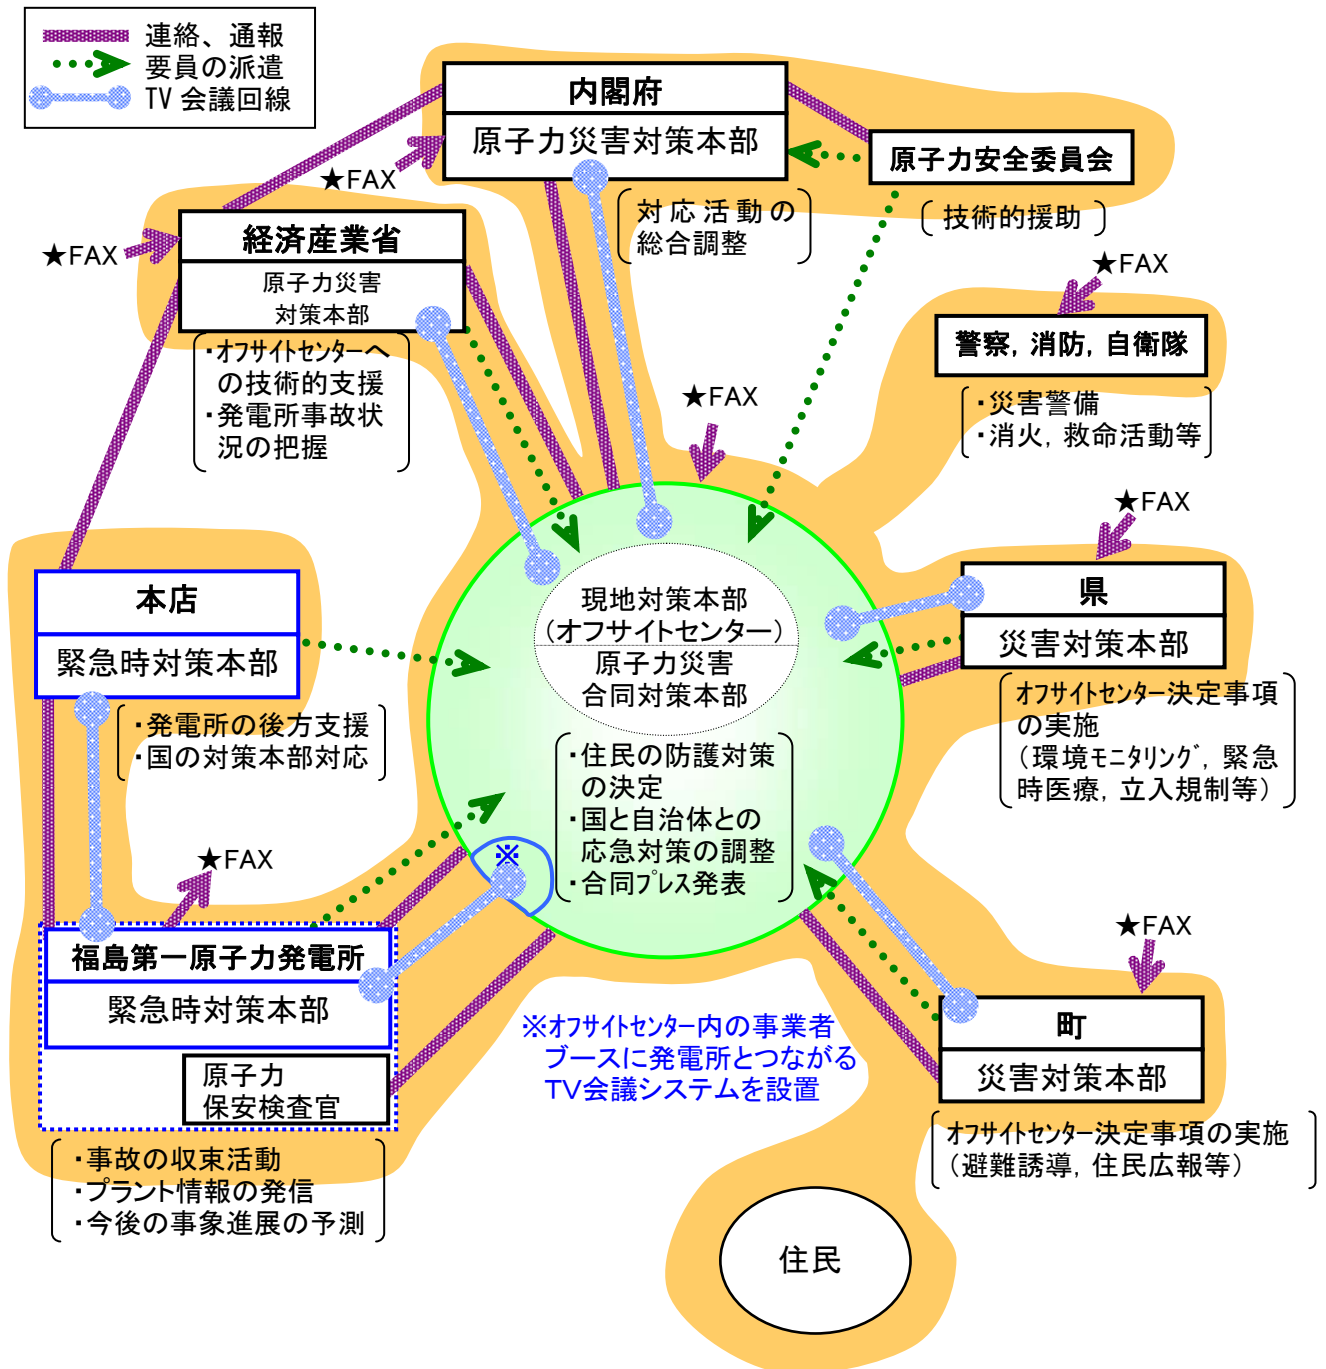 連絡、通報
要員の派遣
TV 会議回線
内閣府
原子力災害対策本部
★FAX
対応活動の
総合調整
原子力安全委員会
技術的援助
★FAX
経済産業省
原子力災害
対策本部
・オフサイトセンターへ
の技術的支援
・発電所事故状
況の把握
★FAX
警察, 消防, 自衛隊
・災害警備
・消火, 救命活動等
★FAX
★FAX
県
災害対策本部
オフサイトセンター決定事項
の実施
(環境モニタリング, 緊急
時医療, 立入規制等)
本店
緊急時対策本部
・発電所の後方支援
・国の対策本部対応
現地対策本部
(オフサイトセンター)
原子力災害
合同対策本部
・住民の防護対策
の決定
・国と自治体との
応急対策の調整
・合同プレス発表
※
★FAX
福島第一原子力発電所
緊急時対策本部
原子力
保安検査官
・事故の収束活動
・プラント情報の発信
・今後の事象進展の予測
※オフサイトセンター内の事業者
ブースに発電所とつながる
TV会議システムを設置
★FAX
町
災害対策本部
オフサイトセンター決定事項の実施
(避難誘導, 住民広報等)
住民